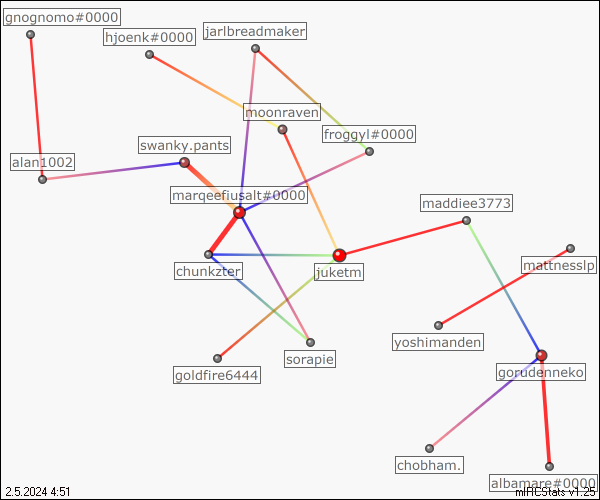 gnognomo#0000
hjoenk#0000
jarlbreadmaker
moonraven
froggyl#0000
swanky.pants
alan1002
marqeefiusalt#0000
maddiee3773
mattnesslp
chunkzter
juketm
yoshimanden
sorapie
goldfire6444
gorudenneko
chobham.
albamare#0000
2.5.2024 4:51
mIRCStats v1.25